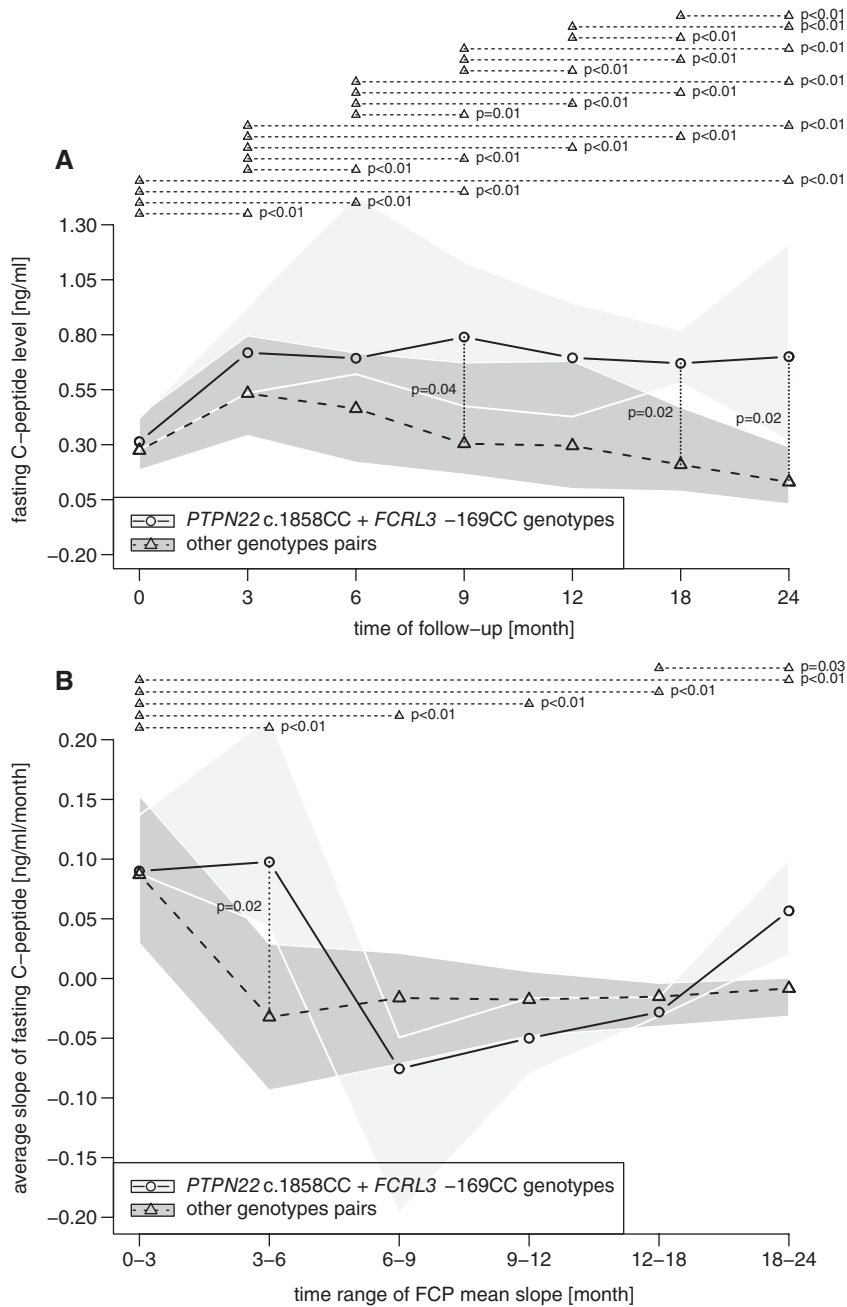 p<0.01
p<0.01
p<0.01
p<0.01
p<0.01
p<0.01
p<0.01
p<0.01
p<0.01
p=0.01
p<0.01
p<0.01
p<0.01
p<0.01
p<0.01
p<0.01
p<0.01
p<0.01
p<0.01
A
fasting C−peptide level [ng/ml]
1.30
1.05
0.80
0.55
0.30
0.05
−0.20
p=0.04
p=0.02
p=0.02
PTPN22 c.1858CC + FCRL3 −169CC genotypes
other genotypes pairs
0 3 6 9 12 18 24
time of follow−up [month]
B
p=0.03
p<0.01
p<0.01
p<0.01
p<0.01
p<0.01
average slope of fasting C−peptide [ng/ml/month]
0.20
0.15
0.10
0.05
0.00
−0.05
−0.10
−0.15
−0.20
p=0.02
PTPN22 c.1858CC + FCRL3 −169CC genotypes
other genotypes pairs
0−3 3−6 6−9 9−12 12−18 18−24
time range of FCP mean slope [month]